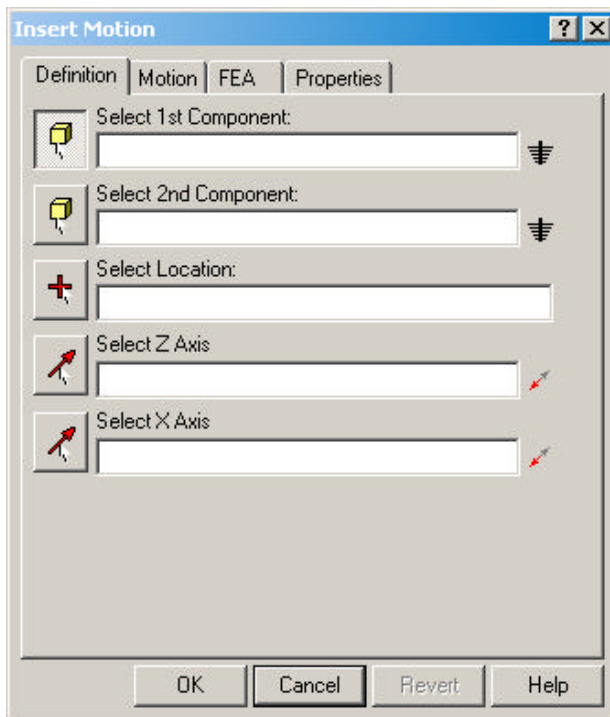 Insert Motion
Definition Motion FEA Properties
Select 1st Component:
Select 2nd Component:
Select Location:
Select Z Axis
Select X Axis
OK Cancel Revert Help